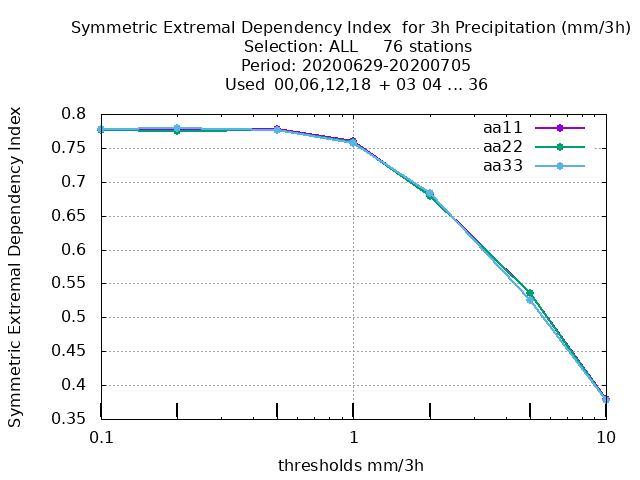 Symmetric Extremal Dependency Index  for 3h Precipitation (mm/3h)
Selection: ALL     76 stations
Period: 20200629-20200705
Used  00,06,12,18 + 03 04 ... 36
Symmetric Extremal Dependency Index
0.8
0.75
0.7
0.65
0.6
0.55
0.5
0.45
0.4
0.35
aa11
aa22
aa33
0.1
1
10
thresholds mm/3h